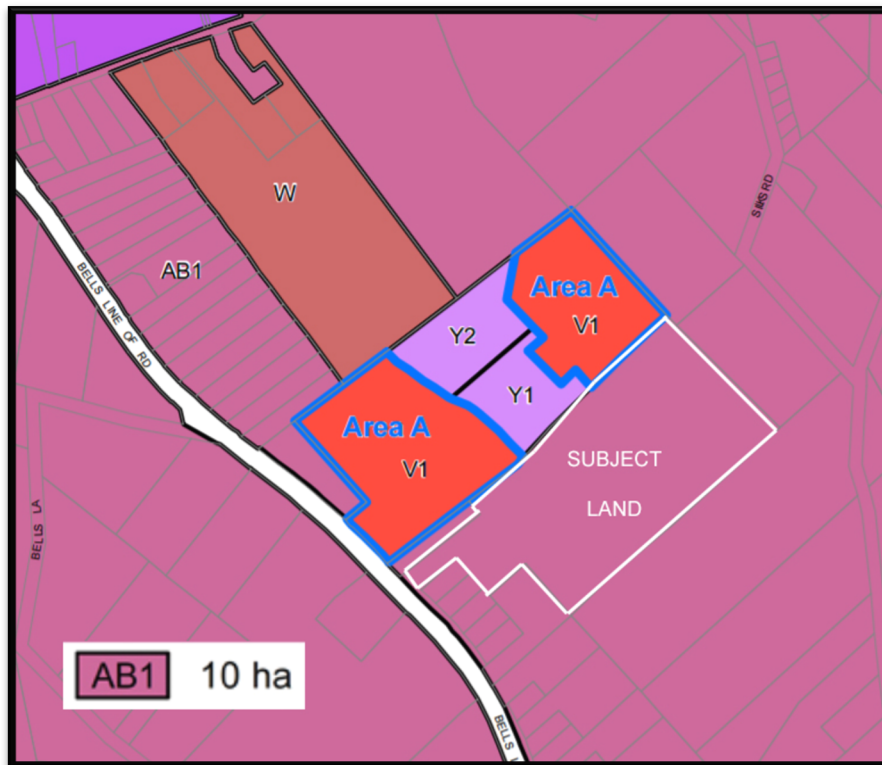 W
SIMS RD
AB1
BELLS LINE OF RD
Area A
V1
Y2
Y1
Area A
V1
SUBJECT
LAND
BELLS LA
AB1 10 ha
BELLS